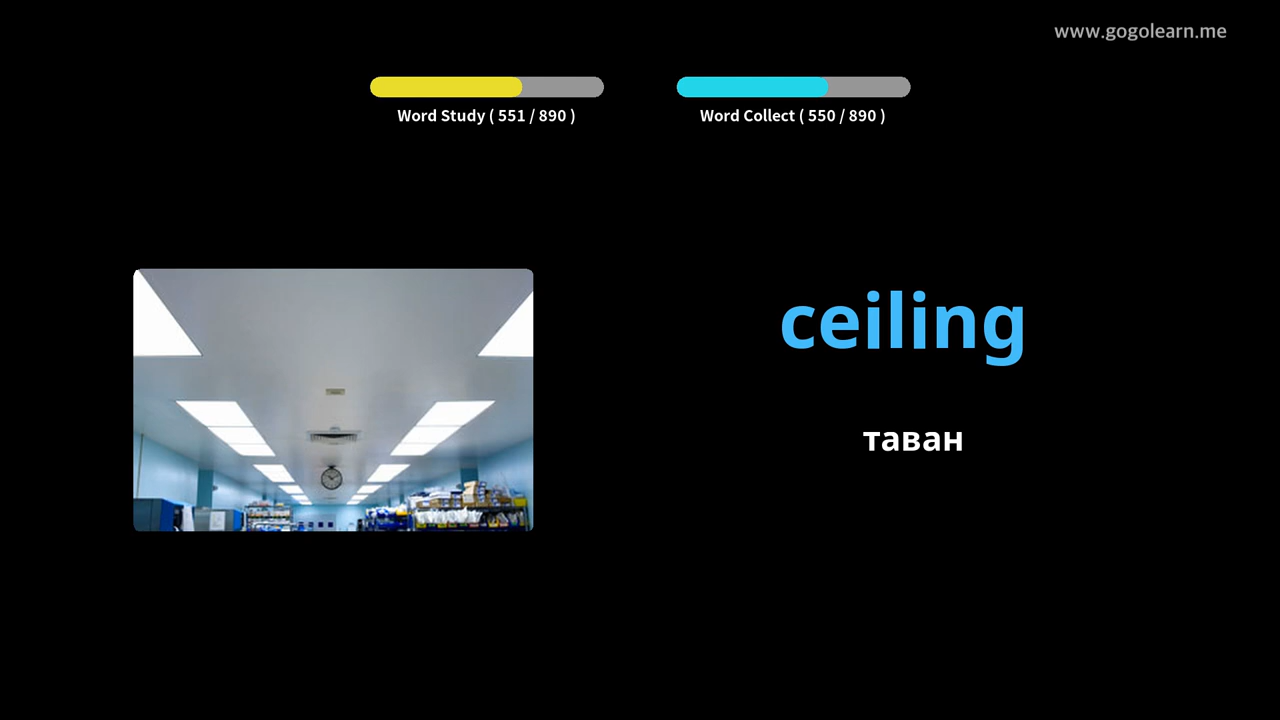 www.gogolearn.me
Word Study ( 551 / 890 )
Word Collect ( 550 / 890 )
ceiling
таван